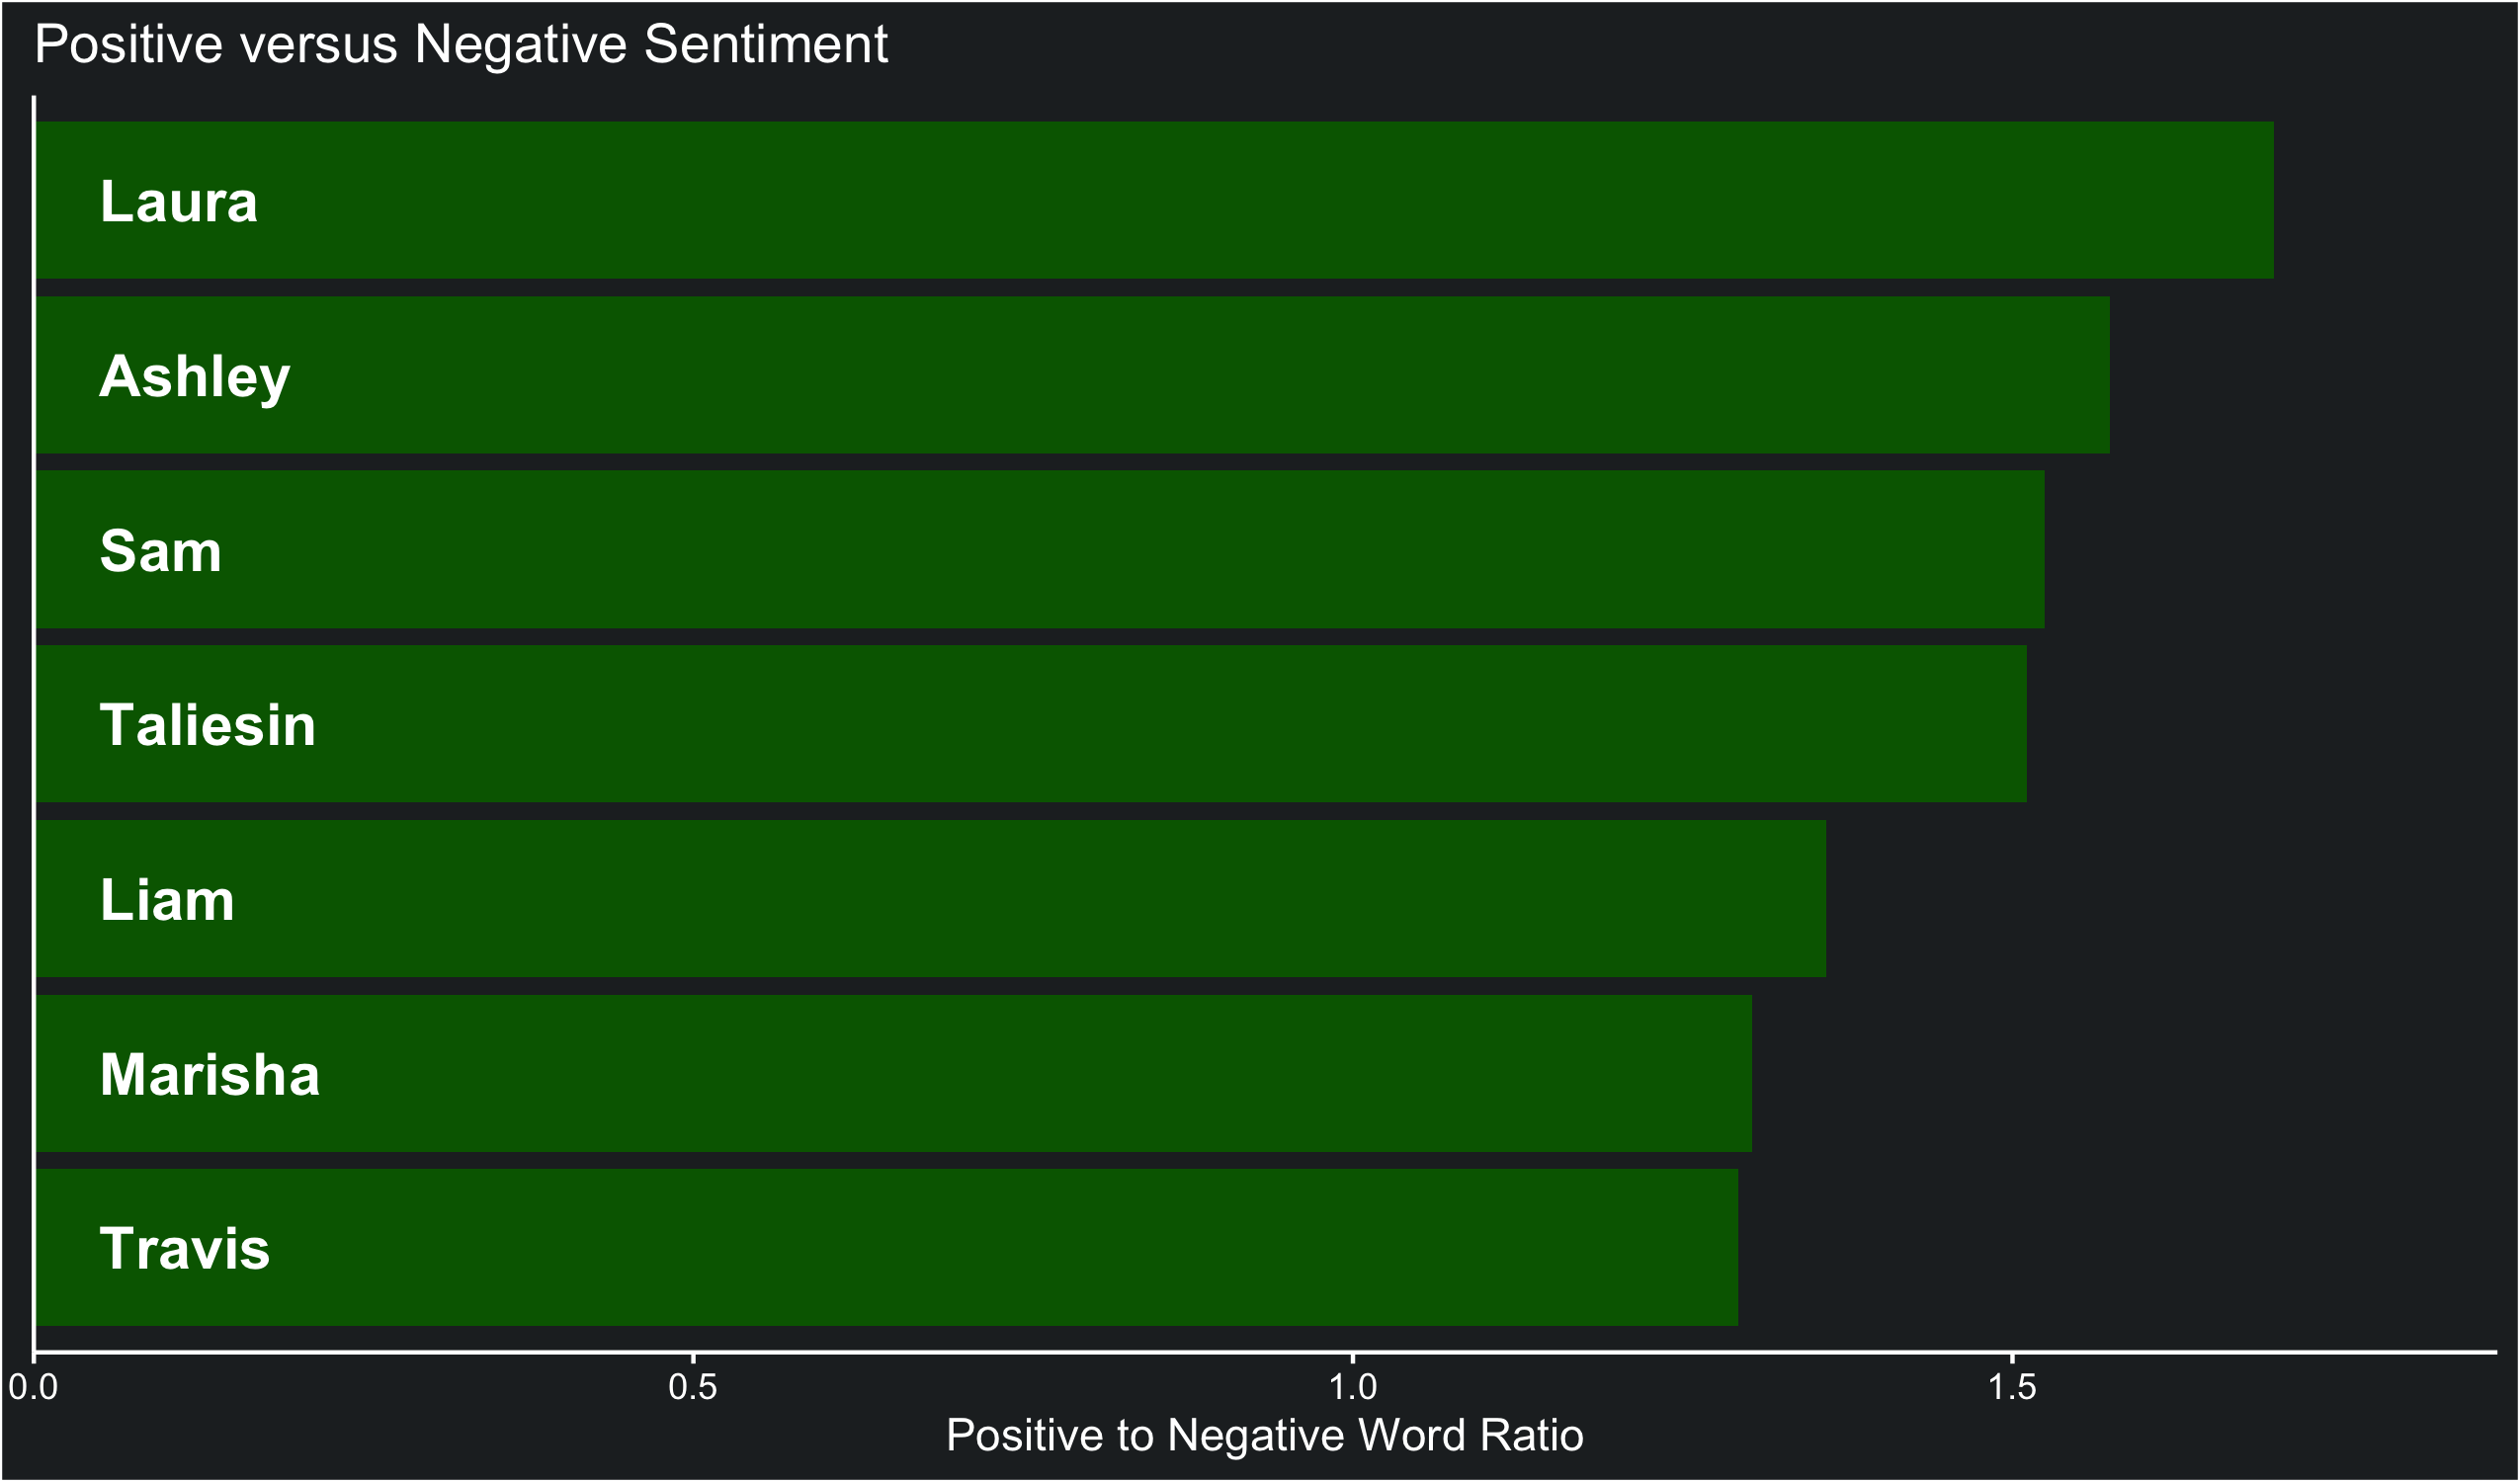 Positive versus Negative Sentiment
Laura
Ashley
Sam
Taliesin
Liam
Marisha
Travis
0.0 0.5 1.0 1.5
Positive to Negative Word Ratio